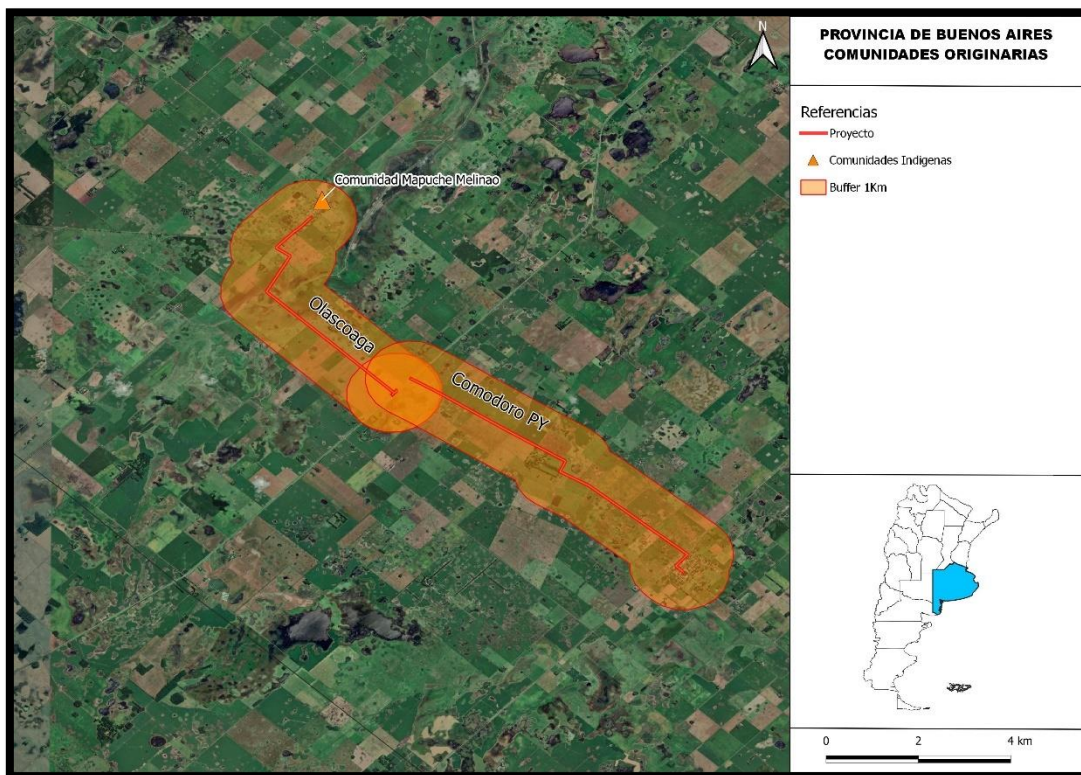 PROVINCIA DE BUENOS AIRES
COMUNIDADES ORIGINARIAS
N
Referencias
Proyecto
Comunidades Indígenas
Buffer 1Km
Comunidad Mapuche Melinao
Olascoaga
Comodoro PY
0 2 4 km